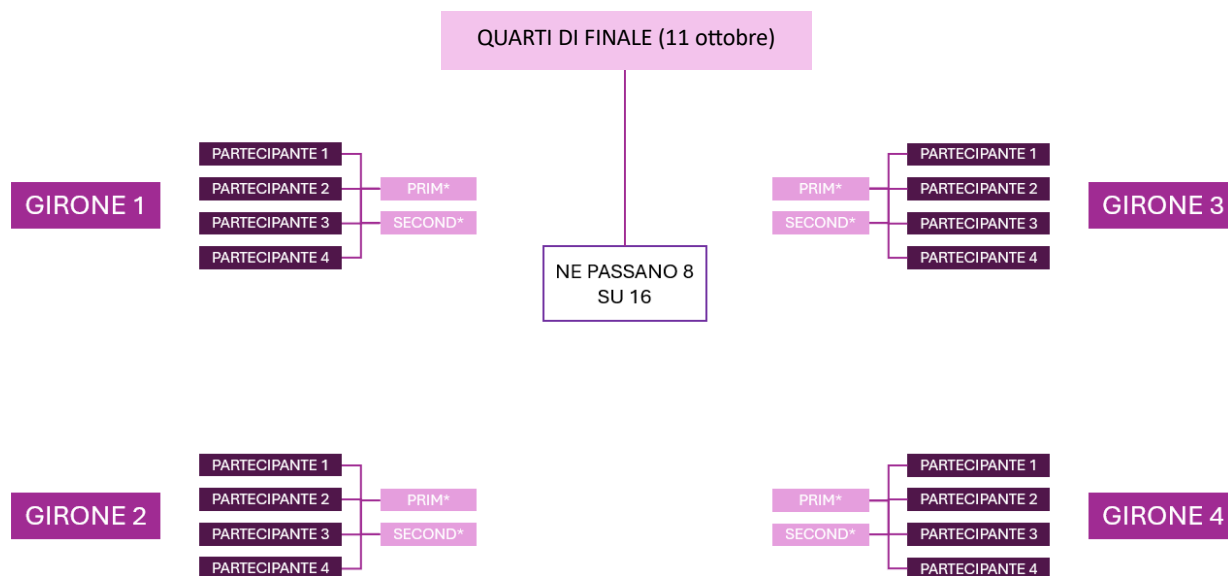 QUARTI DI FINALE (11 ottobre)
GIRONE 1
PARTECIPANTE 1
PARTECIPANTE 2
PARTECIPANTE 3
PARTECIPANTE 4
PRIM*
SECOND*
NE PASSANO 8
SU 16
PRIM*
SECOND*
PARTECIPANTE 1
PARTECIPANTE 2
PARTECIPANTE 3
PARTECIPANTE 4
GIRONE 3
GIRONE 2
PARTECIPANTE 1
PARTECIPANTE 2
PARTECIPANTE 3
PARTECIPANTE 4
PRIM*
SECOND*
PRIM*
SECOND*
PARTECIPANTE 1
PARTECIPANTE 2
PARTECIPANTE 3
PARTECIPANTE 4
GIRONE 4